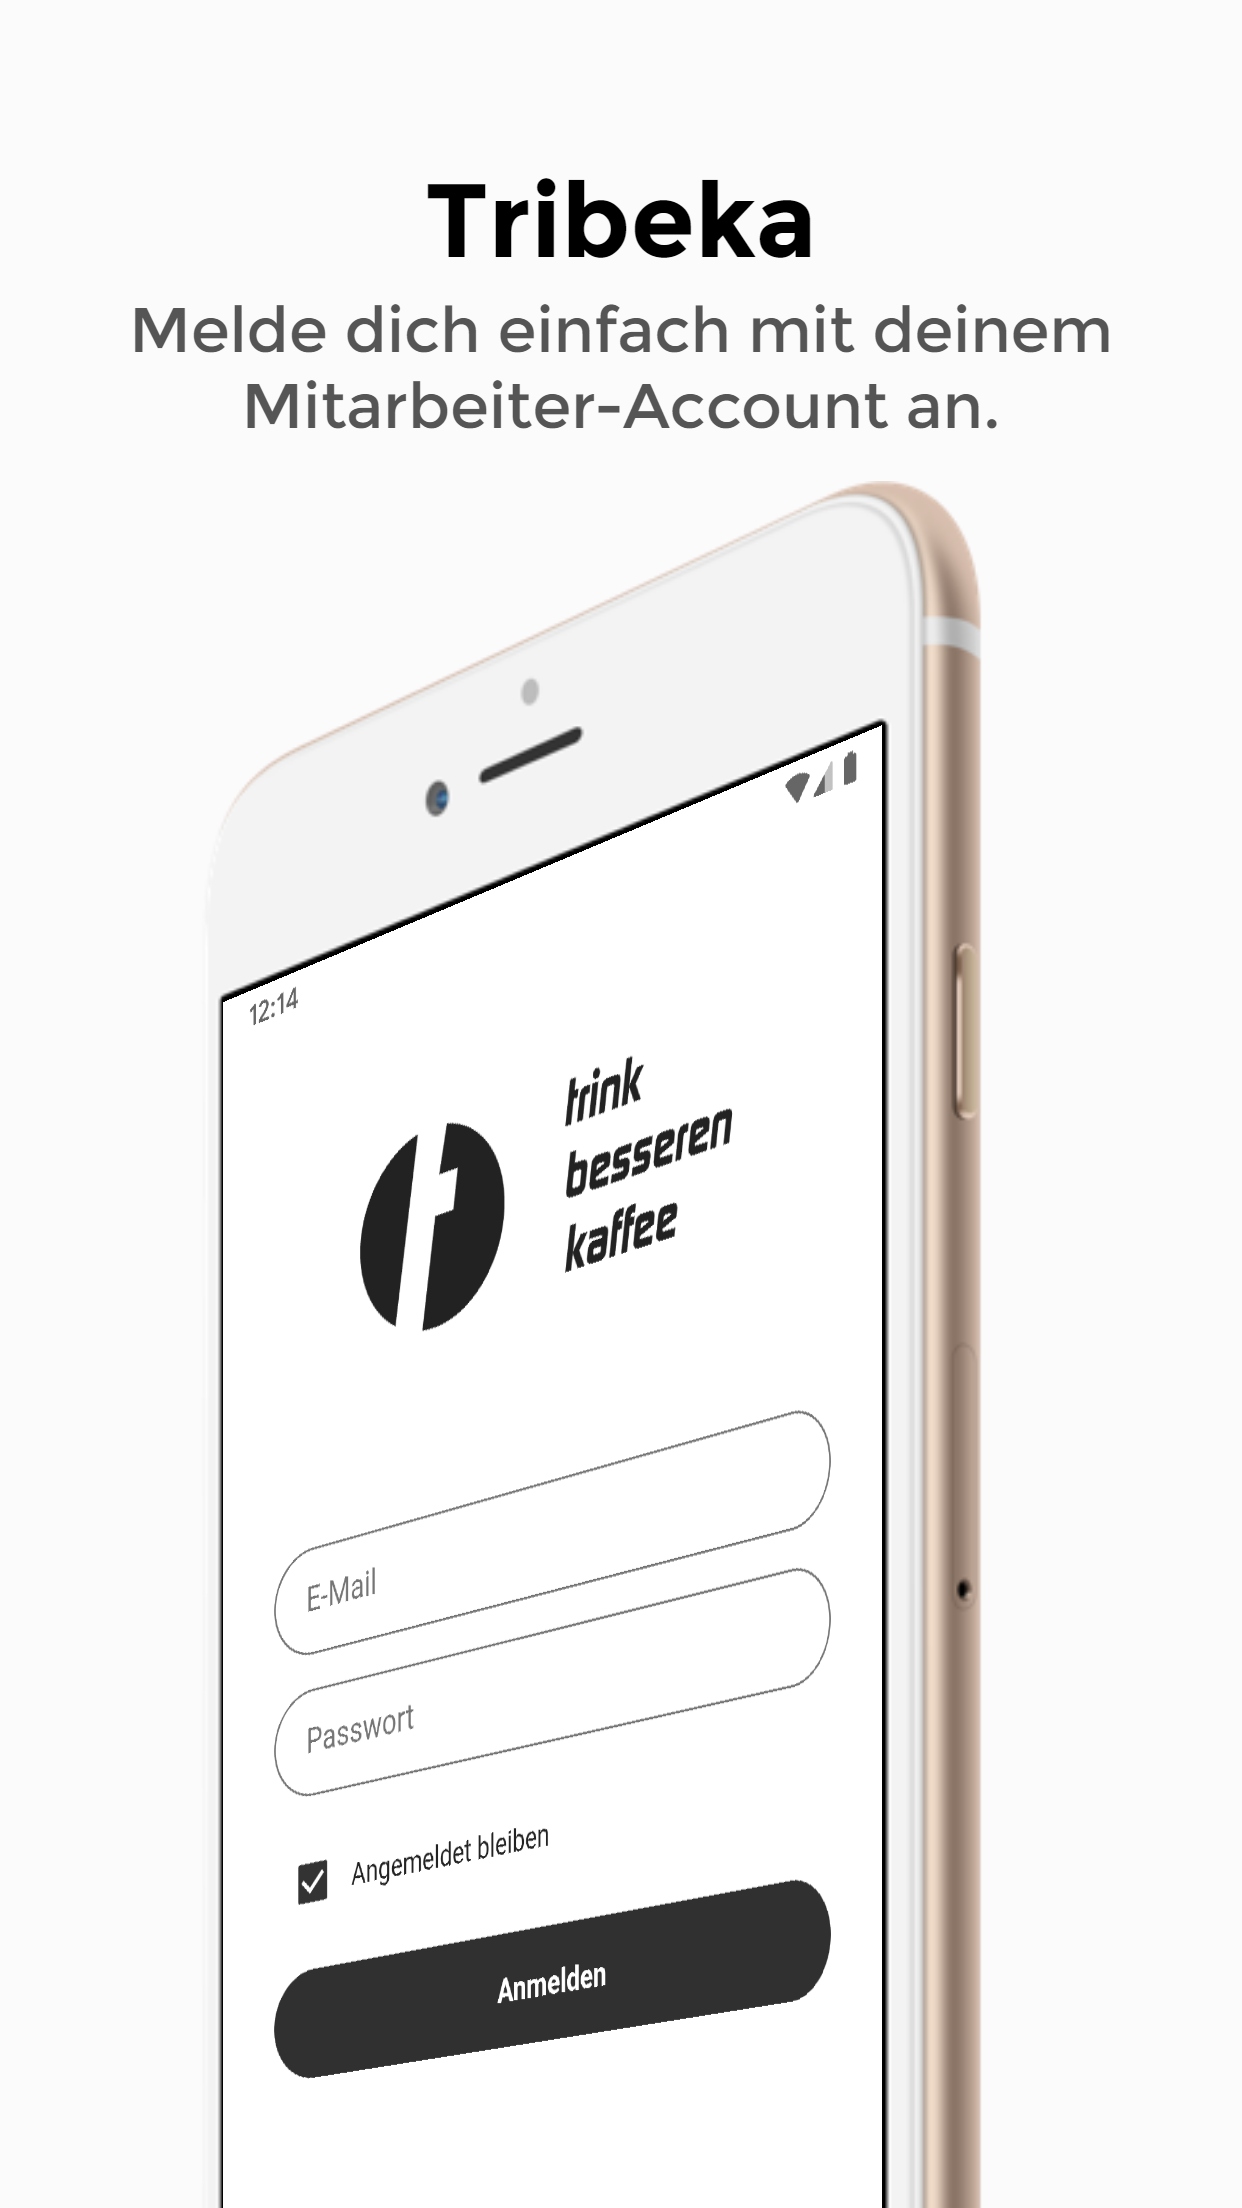 Tribeka
Melde dich einfach mit deinem
Mitarbeiter-Account an.
12:14
trink
besseren
kaffee
E-Mail
Passwort
Angemeldet bleiben
Anmelden